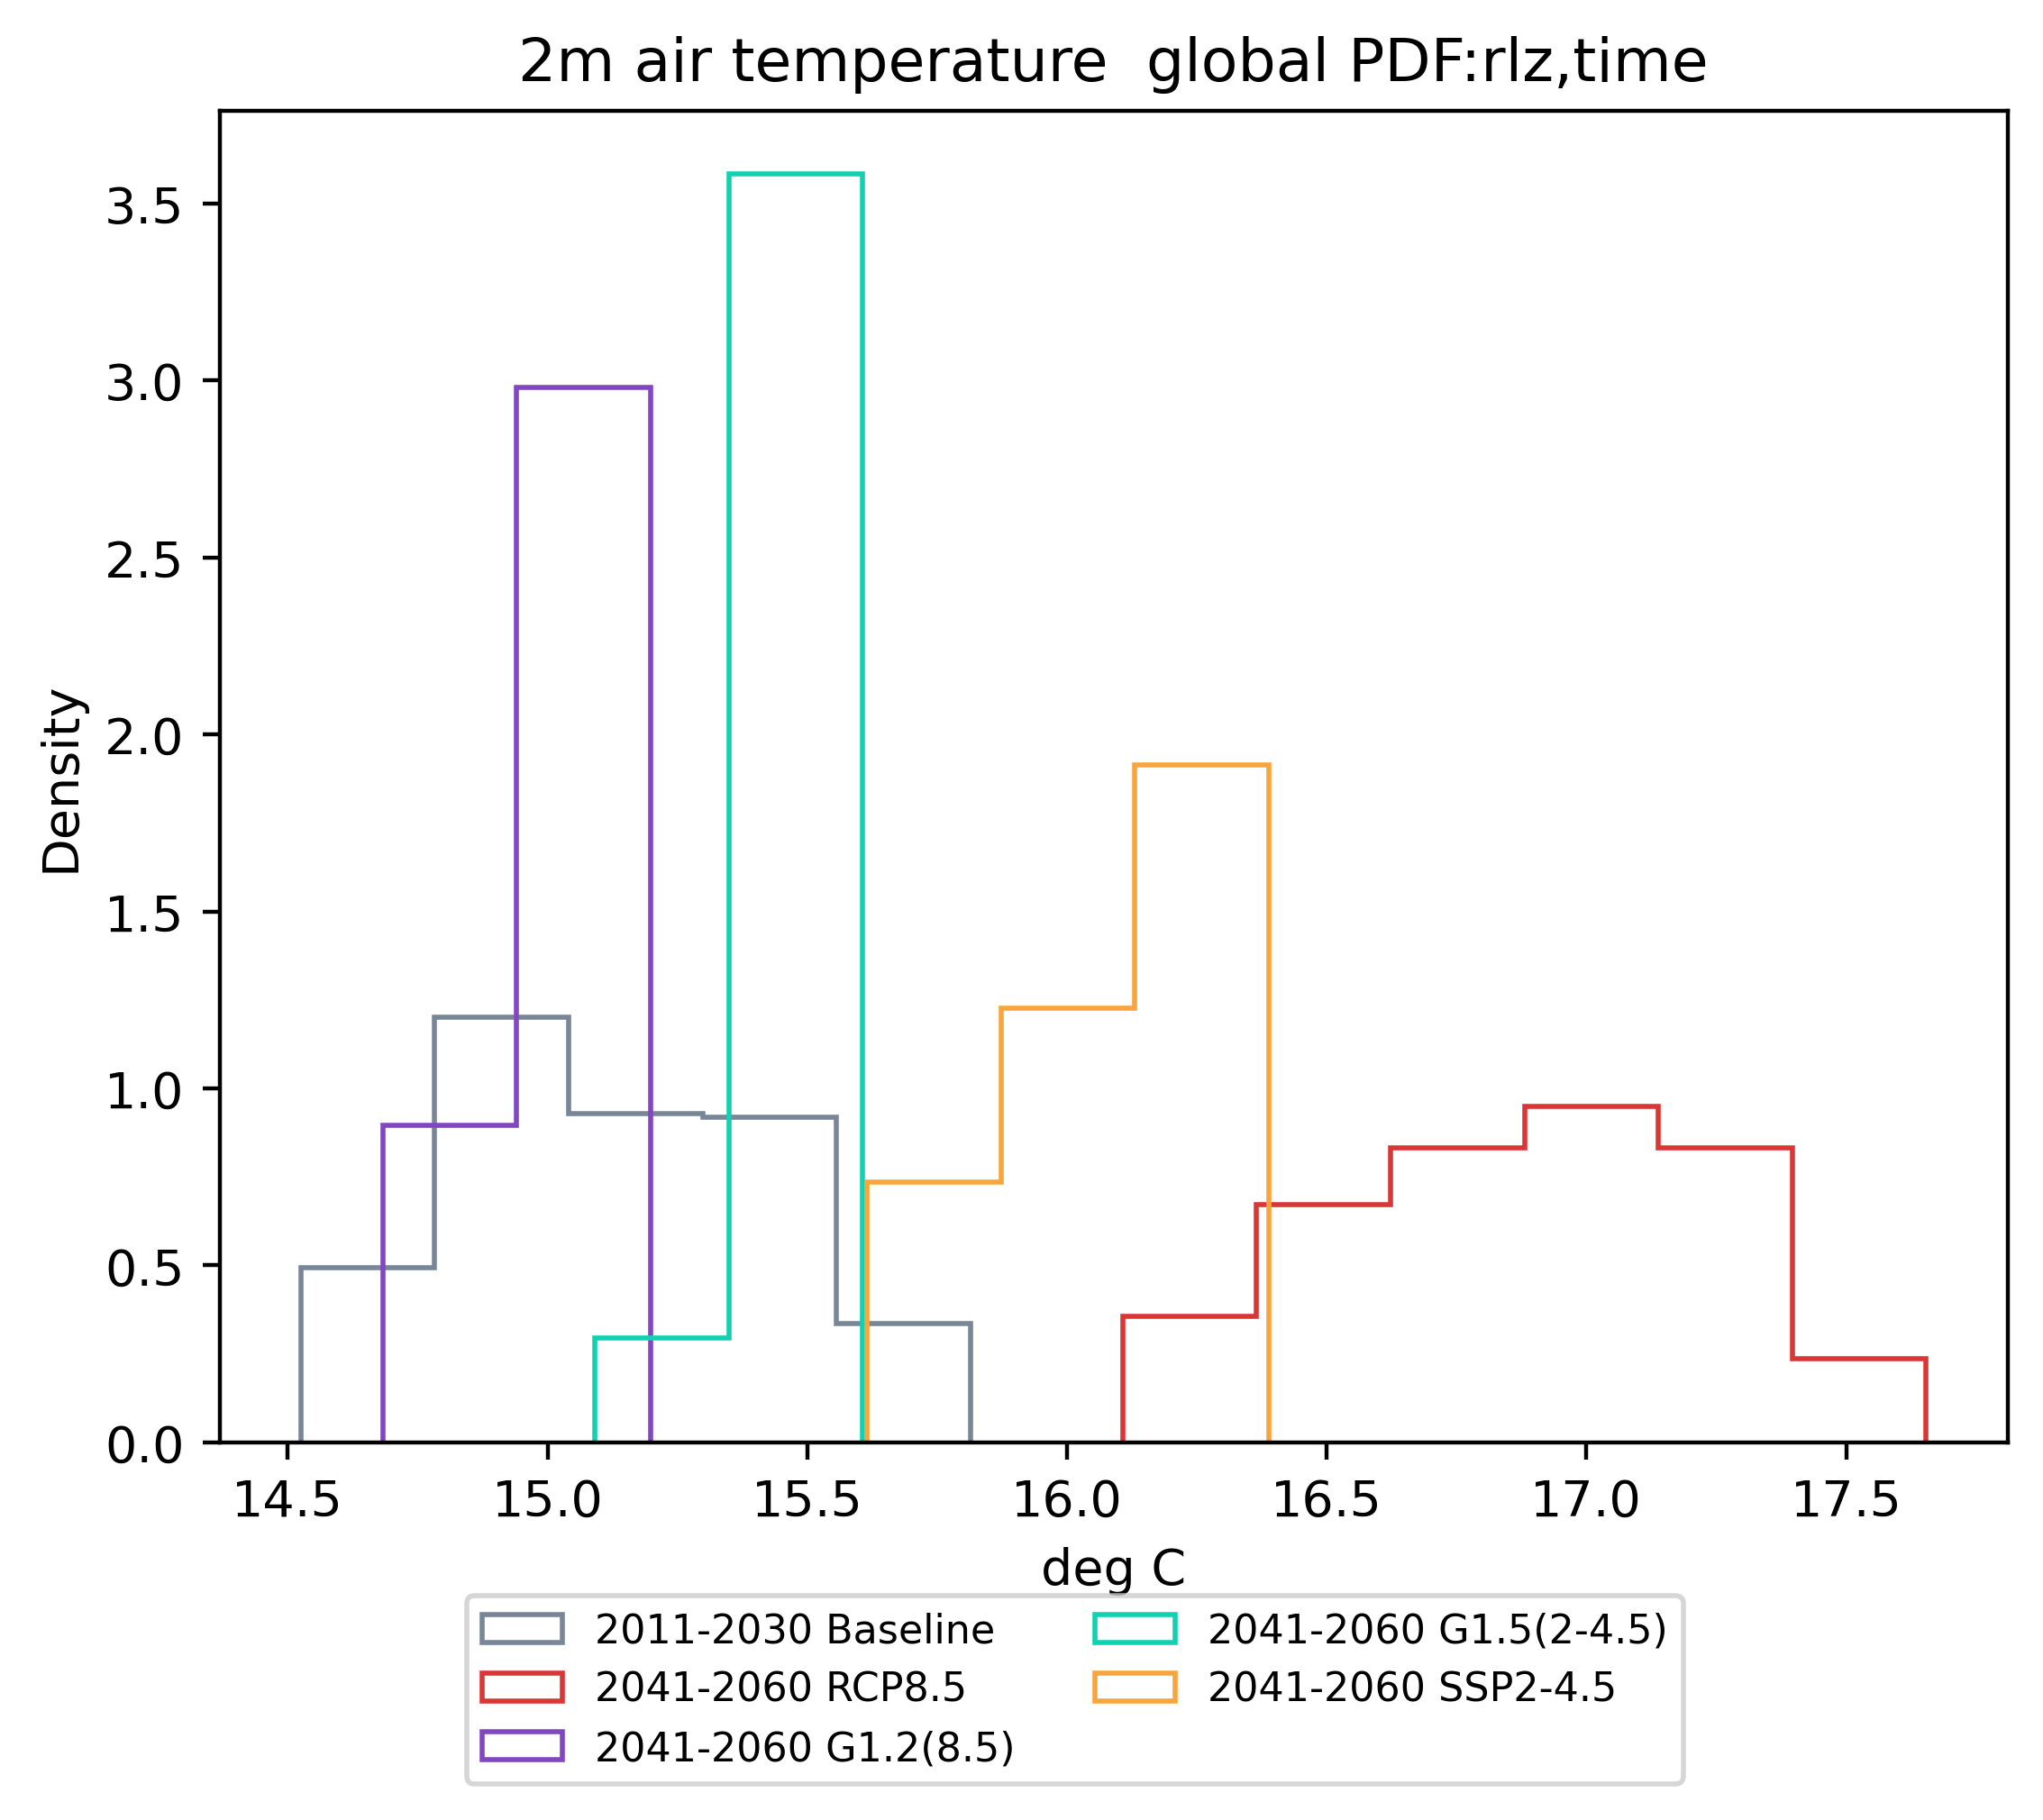 2m air temperature  global PDF:rlz,time
Density
3.5
3.0
2.5
2.0
1.5
1.0
0.5
0.0
14.5 15.0 15.5 16.0 16.5 17.0 17.5
deg C
2011-2030 Baseline
2041-2060 RCP8.5
2041-2060 G1.2(8.5)
2041-2060 G1.5(2-4.5)
2041-2060 SSP2-4.5